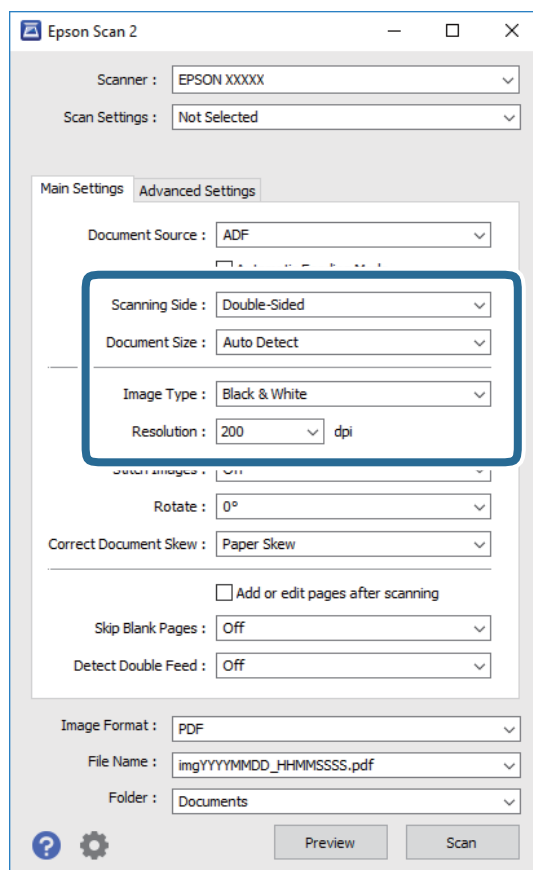 Epson Scan 2
Scanner : EPSON XXXXX
Scan Settings : Not Selected
Main Settings Advanced Settings
Document Source : ADF
Scanning Side : Double-Sided
Document Size : Auto Detect
Image Type : Black & White
Resolution : 200 dpi
Rotate : 0°
Correct Document Skew : Paper Skew
Add or edit pages after scanning
Skip Blank Pages : Off
Detect Double Feed : Off
Image Format : PDF
File Name : imgYYYYMMDD_HHMMSSSS.pdf
Folder : Documents
? Preview Scan